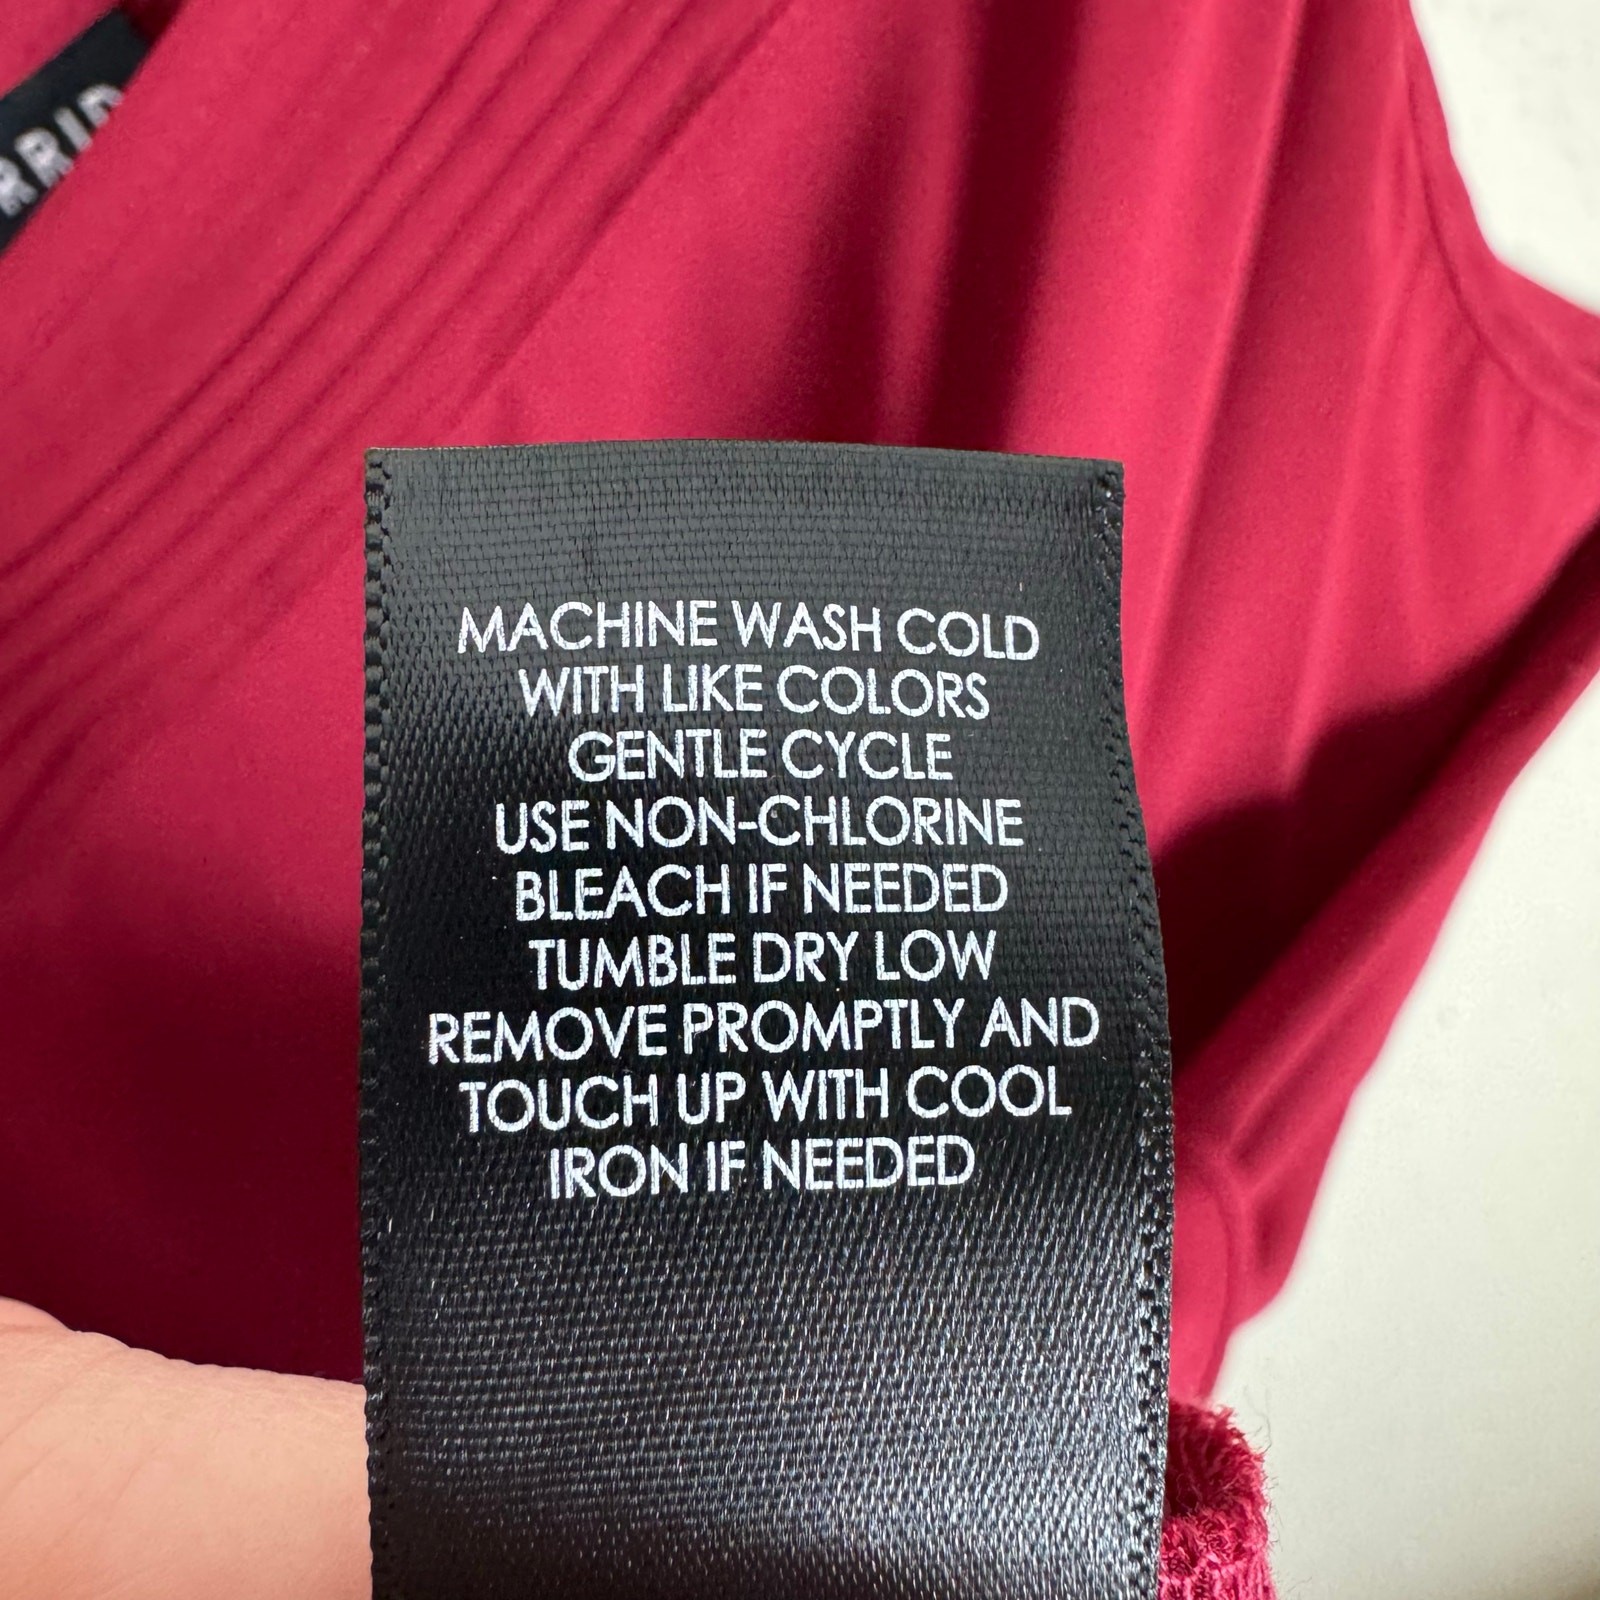 RRID
MACHINE WASH COLD
WITH LIKE COLORS
GENTLE CYCLE
USE NON-CHLORINE
BLEACH IF NEEDED
TUMBLE DRY LOW
REMOVE PROMPTLY AND
TOUCH UP WITH COOL
IRON IF NEEDED